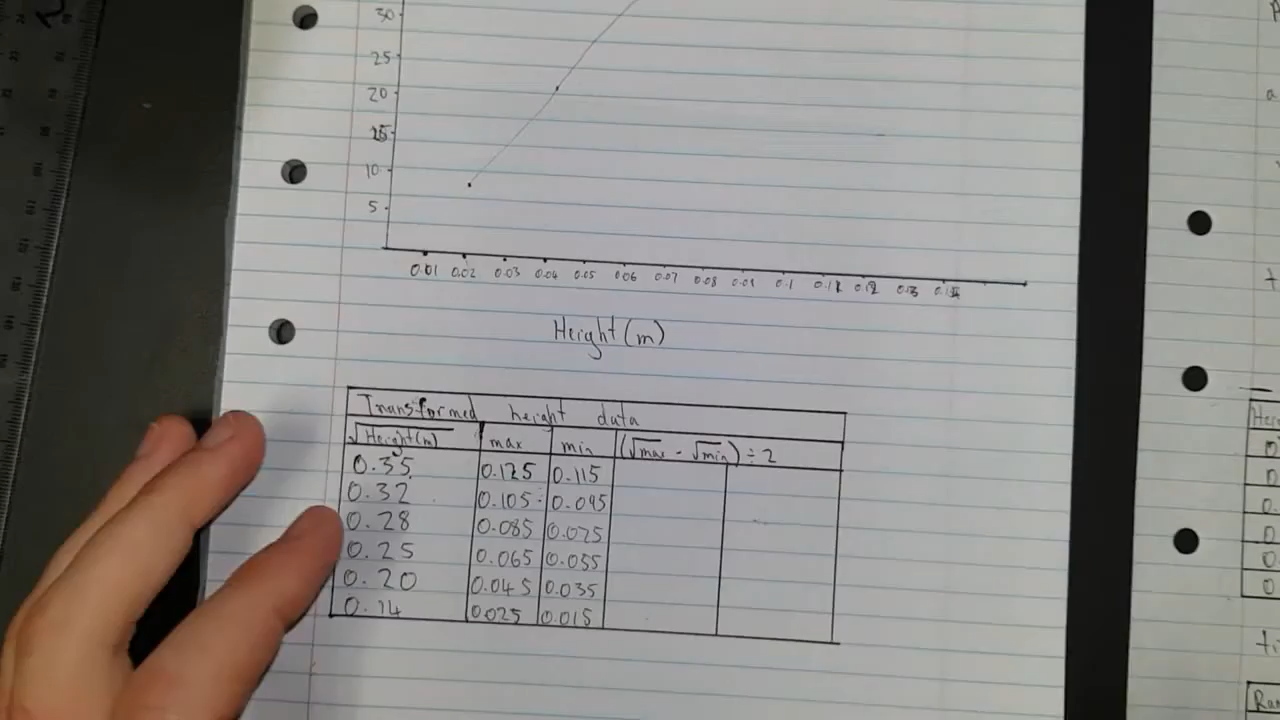 30
25
20
15
10
5
0.01 0.02 0.03 0.04 0.05 0.06 0.07 0.08 0.09 0.1 0.11 0.12 0.13 0.14
Height (m)
Transformed height data
√Height(m) max min (√max - √min) ÷ 2
0.35 0.125 0.115
0.32 0.105 0.095
0.28 0.085 0.075
0.25 0.065 0.055
0.20 0.045 0.035
0.14 0.025 0.015